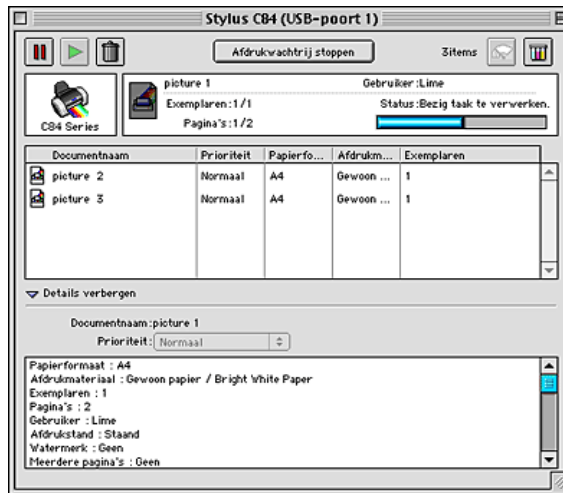 Stylus C84 (USB-poort 1)
Afdrukwachtrij stoppen
3items
C84 Series
picture 1
Gebruiker :Lime
Exemplaren:1/1
Status:Bezig taak te verwerken.
Pagina's:1/2
Documentnaam Prioriteit Papierfo... Afdrukm... Exemplaren
picture 2 Normaal A4 Gewoon ... 1
picture 3 Normaal A4 Gewoon ... 1
Details verbergen
Documentnaam:picture 1
Prioriteit: Normaal
Papierformaat : A4
Afdrukmateriaal : Gewoon papier / Bright White Paper
Exemplaren : 1
Pagina's : 2
Gebruiker : Lime
Afdrukstand : Staand
Watermerk : Geen
Meerdere pagina's : Geen